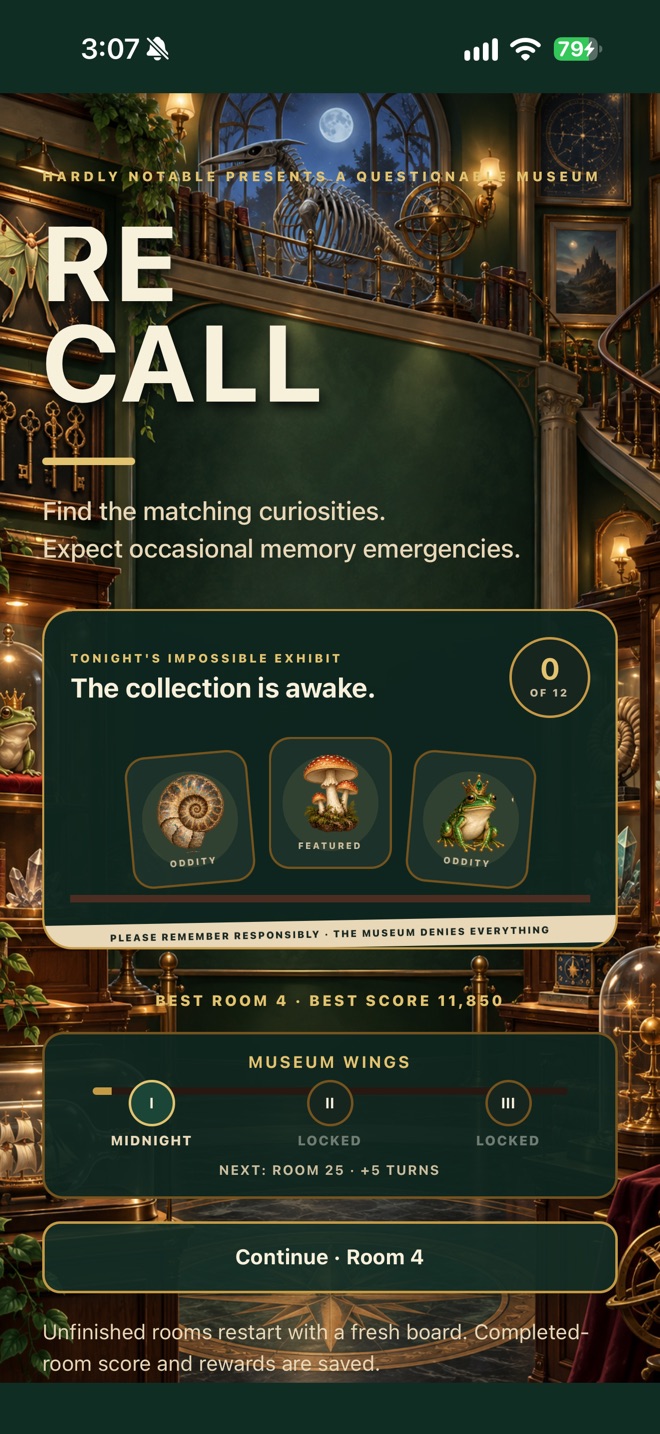 3:07
79
HARDLY NOTABLE PRESENTS A QUESTIONABLE MUSEUM
RE
CALL
Find the matching curiosities.
Expect occasional memory emergencies.
TONIGHT'S IMPOSSIBLE EXHIBIT
The collection is awake.
0
OF 12
ODDITY
FEATURED
ODDITY
PLEASE REMEMBER RESPONSIBLY · THE MUSEUM DENIES EVERYTHING
BEST ROOM 4 · BEST SCORE 11,850
MUSEUM WINGS
I
II
III
MIDNIGHT
LOCKED
LOCKED
NEXT: ROOM 25 · +5 TURNS
Continue · Room 4
Unfinished rooms restart with a fresh board. Completed-
room score and rewards are saved.